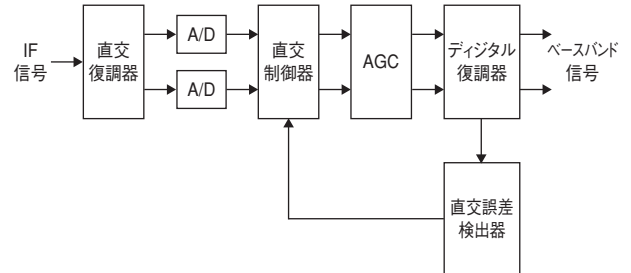 IF
信号
直交
復調器
A/D
A/D
直交
制御器
AGC
ディジタル
復調器
ベースバンド
信号
直交誤差
検出器